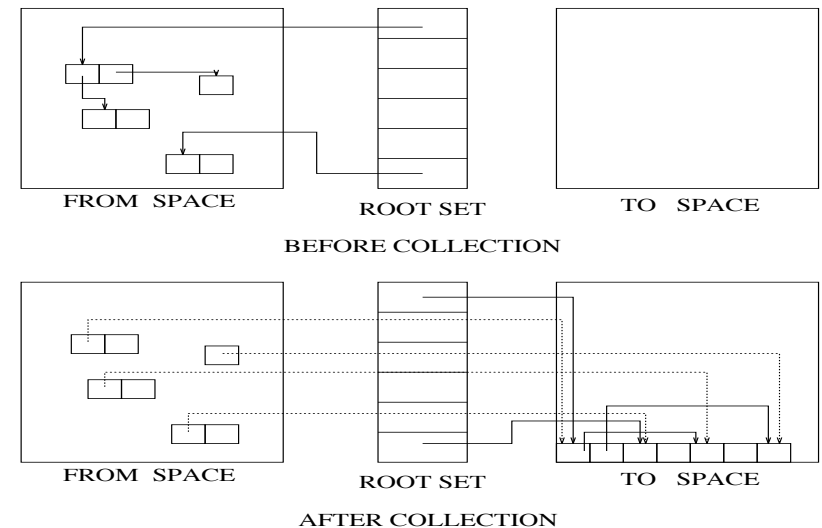 FROM SPACE
ROOT SET
TO SPACE
BEFORE COLLECTION
FROM SPACE
ROOT SET
TO SPACE
AFTER COLLECTION